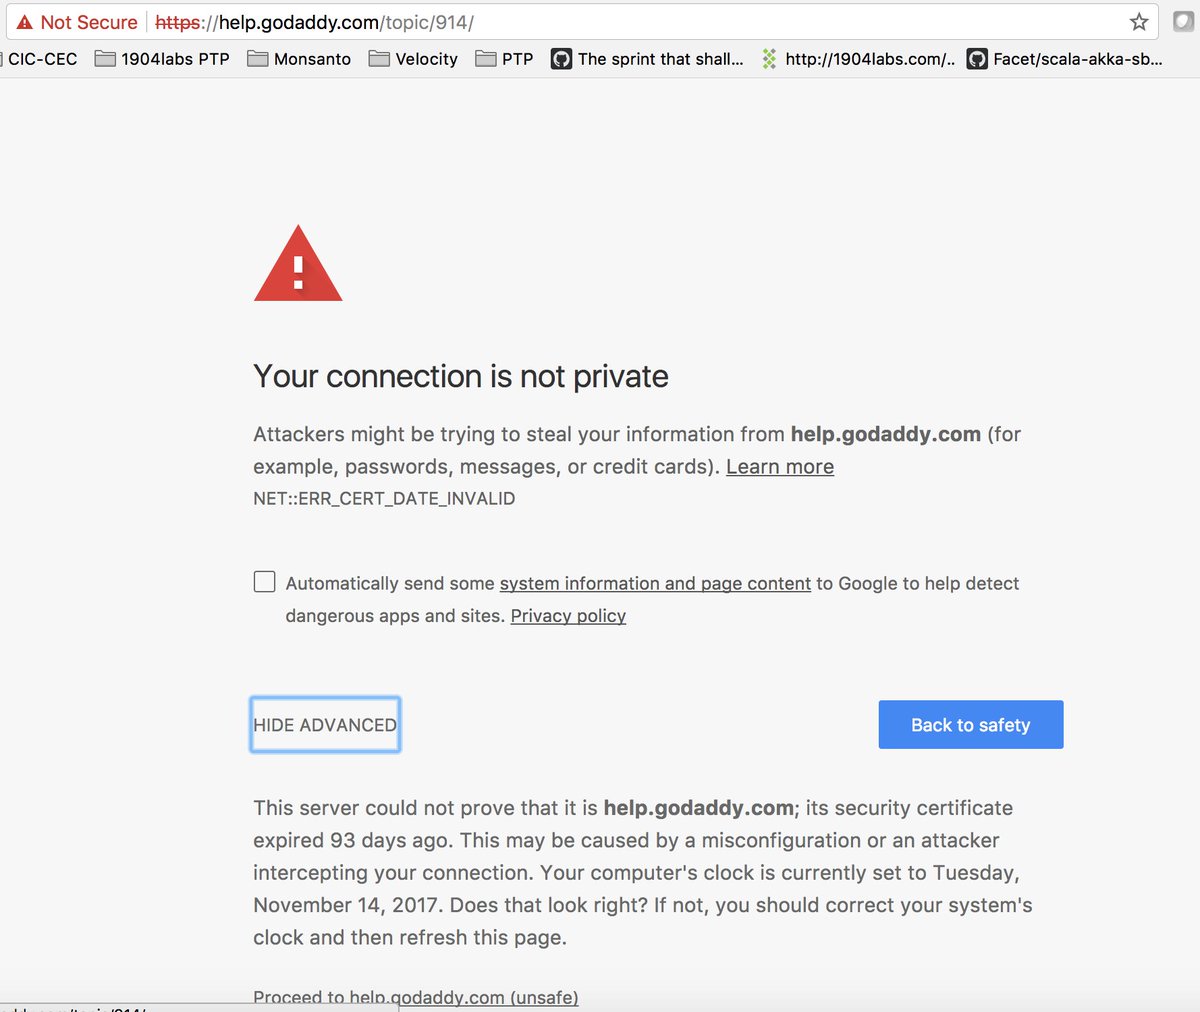 Not Secure https://help.godaddy.com/topic/914/
CIC-CEC 1904labs PTP Monsanto Velocity PTP The sprint that shall... http://1904labs.com/.. Facet/scala-akka-sb...
Your connection is not private
Attackers might be trying to steal your information from help.godaddy.com (for
example, passwords, messages, or credit cards). Learn more
NET::ERR_CERT_DATE_INVALID
Automatically send some system information and page content to Google to help detect
dangerous apps and sites. Privacy policy
HIDE ADVANCED
Back to safety
This server could not prove that it is help.godaddy.com; its security certificate
expired 93 days ago. This may be caused by a misconfiguration or an attacker
intercepting your connection. Your computer's clock is currently set to Tuesday,
November 14, 2017. Does that look right? If not, you should correct your system's
clock and then refresh this page.
Proceed to help.godaddy.com (unsafe)